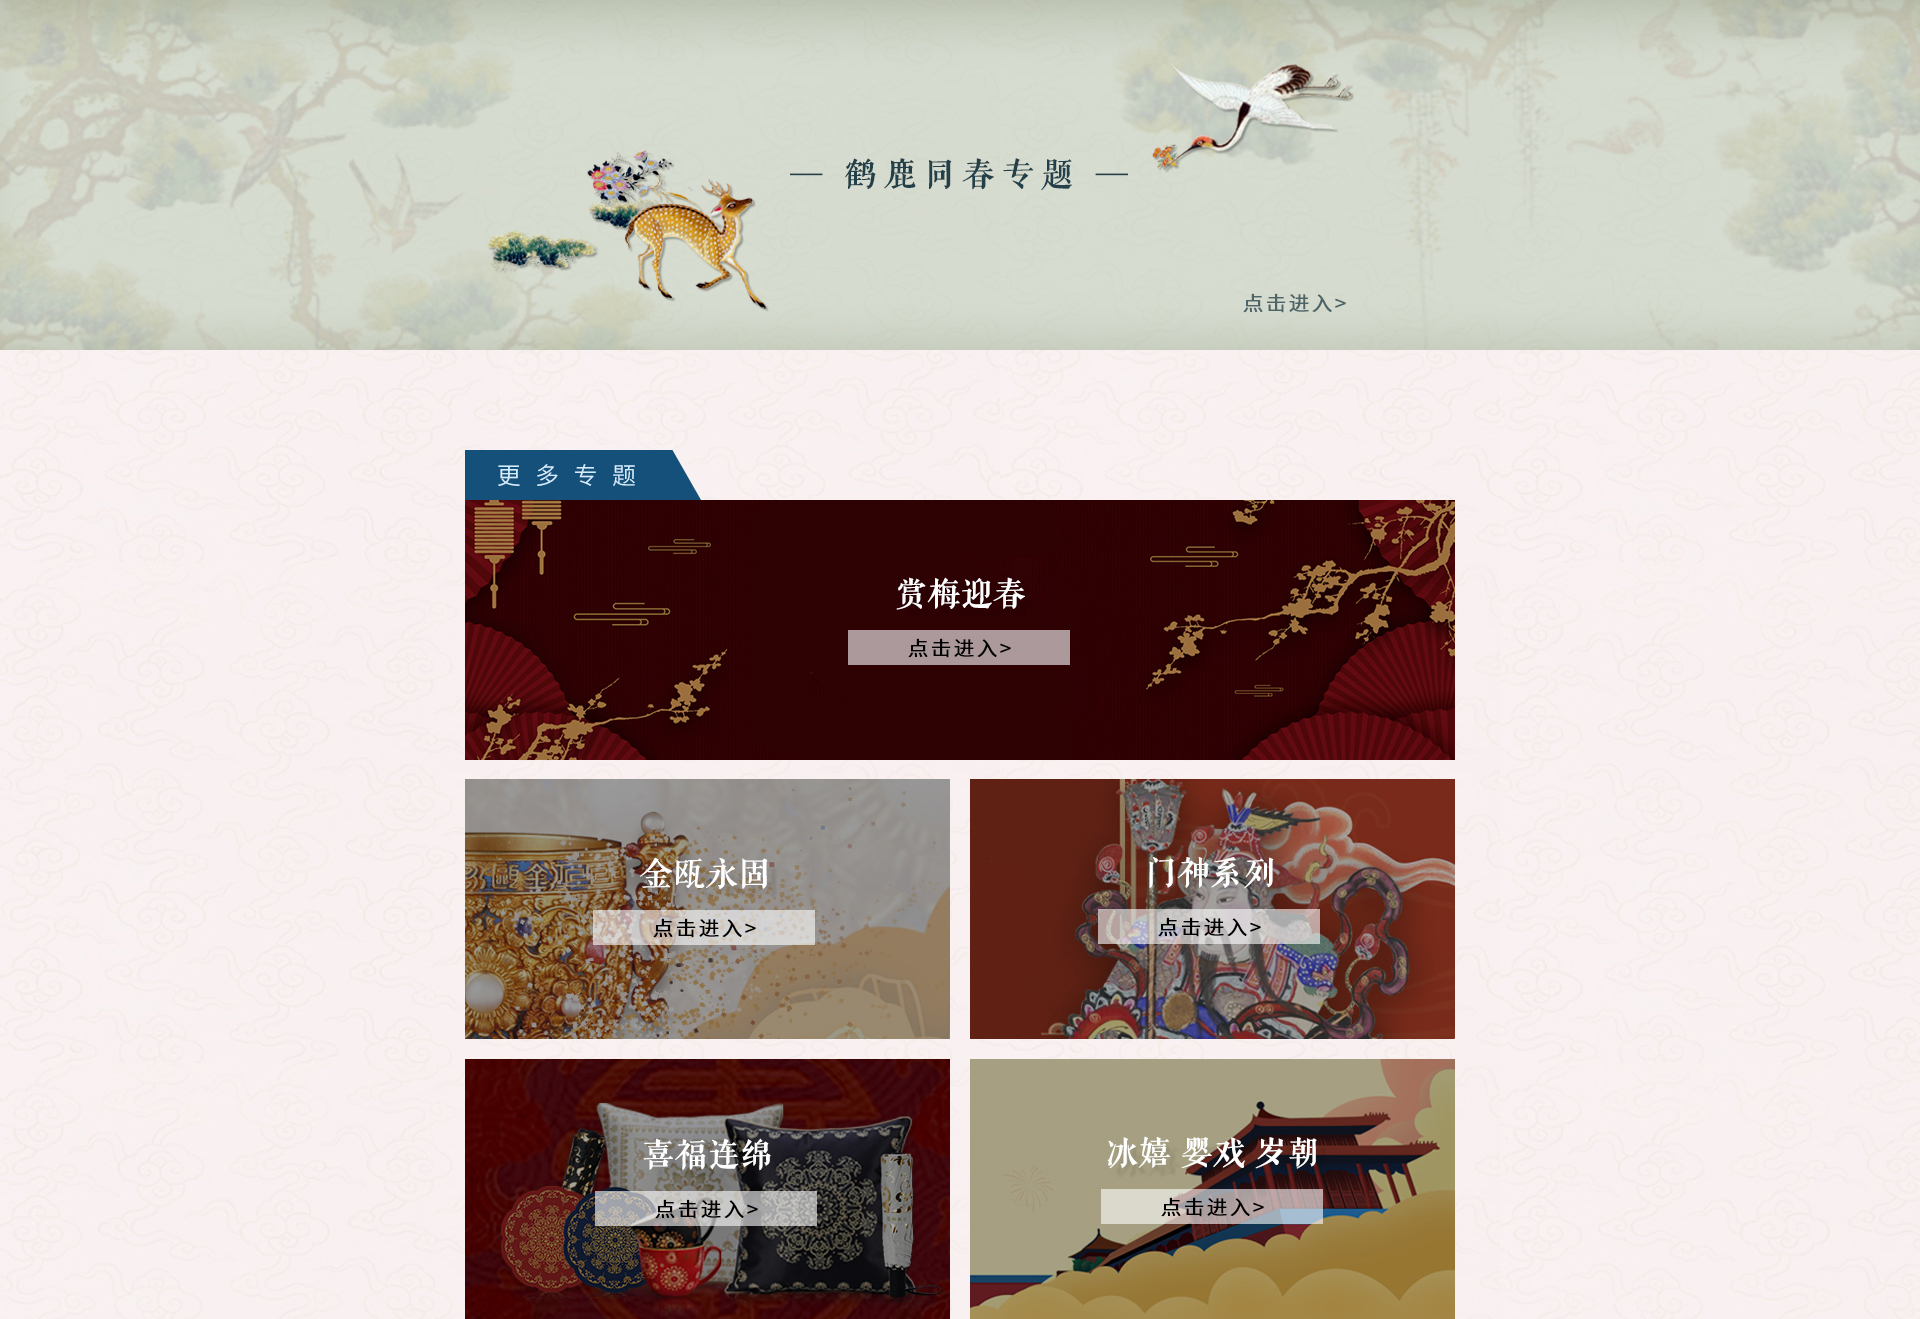 — 鹤鹿同春专题 —
点击进入>
更多专题
赏梅迎春
点击进入>
金瓯永固
点击进入>
门神系列
点击进入>
喜福连绵
点击进入>
冰嬉 婴戏 岁朝
点击进入>